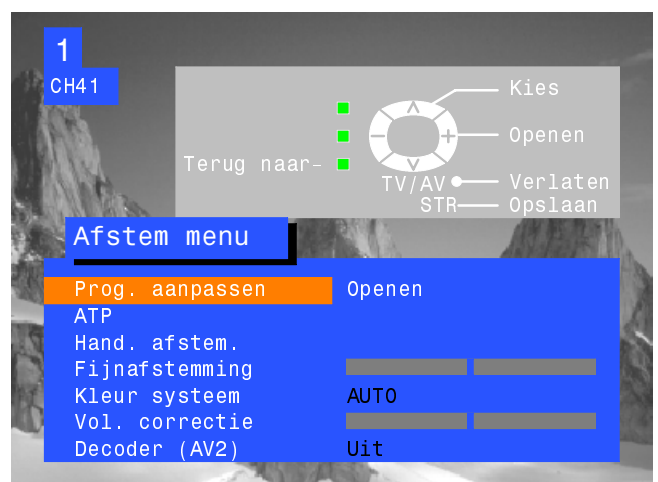 1
CH41
Kies
Openen
Terug naar-
TV/AV
Verlaten
STR
Opslaan
Afstem menu
Prog. aanpassen Openen
ATP
Hand. afstem.
Fijnafstemming
Kleur systeem AUTO
Vol. correctie
Decoder (AV2) Uit